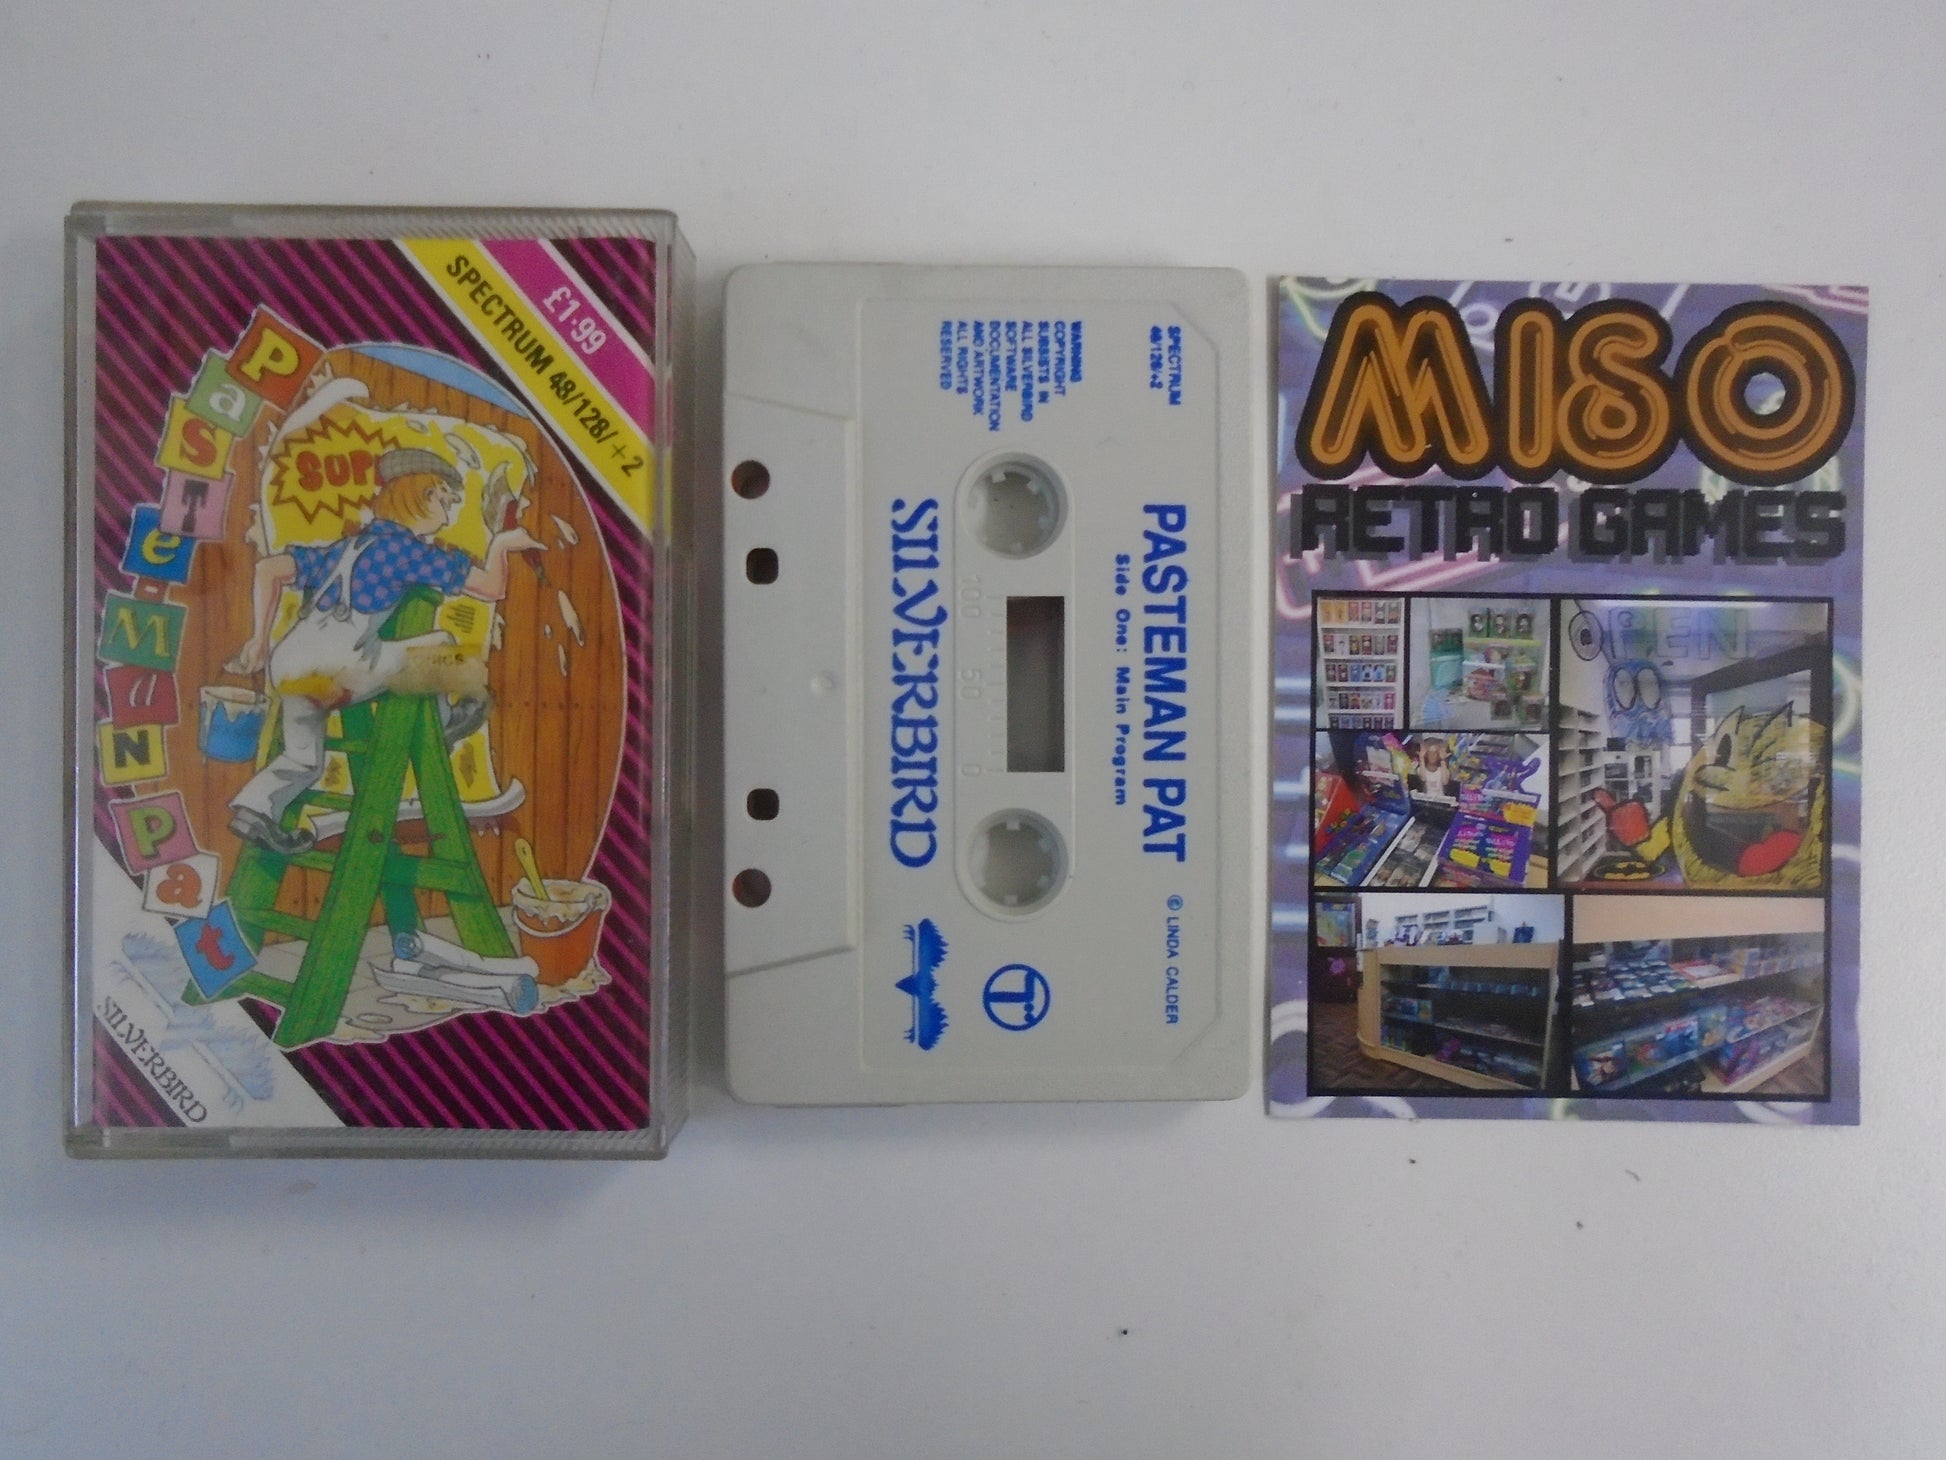 £1.99
SPECTRUM 48/128/+2
PaSTe-MaN Pat
SUP
SILVERBIRD
SPECTRUM
48/128/+2
WARNING
COPYRIGHT
SUBSISTS IN
ALL SILVERBIRD
SOFTWARE
DOCUMENTATION
AND ARTWORK
ALL RIGHTS
RESERVED
PASTEMAN PAT
Side One: Main Program
© LINDA CALDER
100 50 0
SILVERBIRD
T
MISO
RETRO GAMES
OPEN